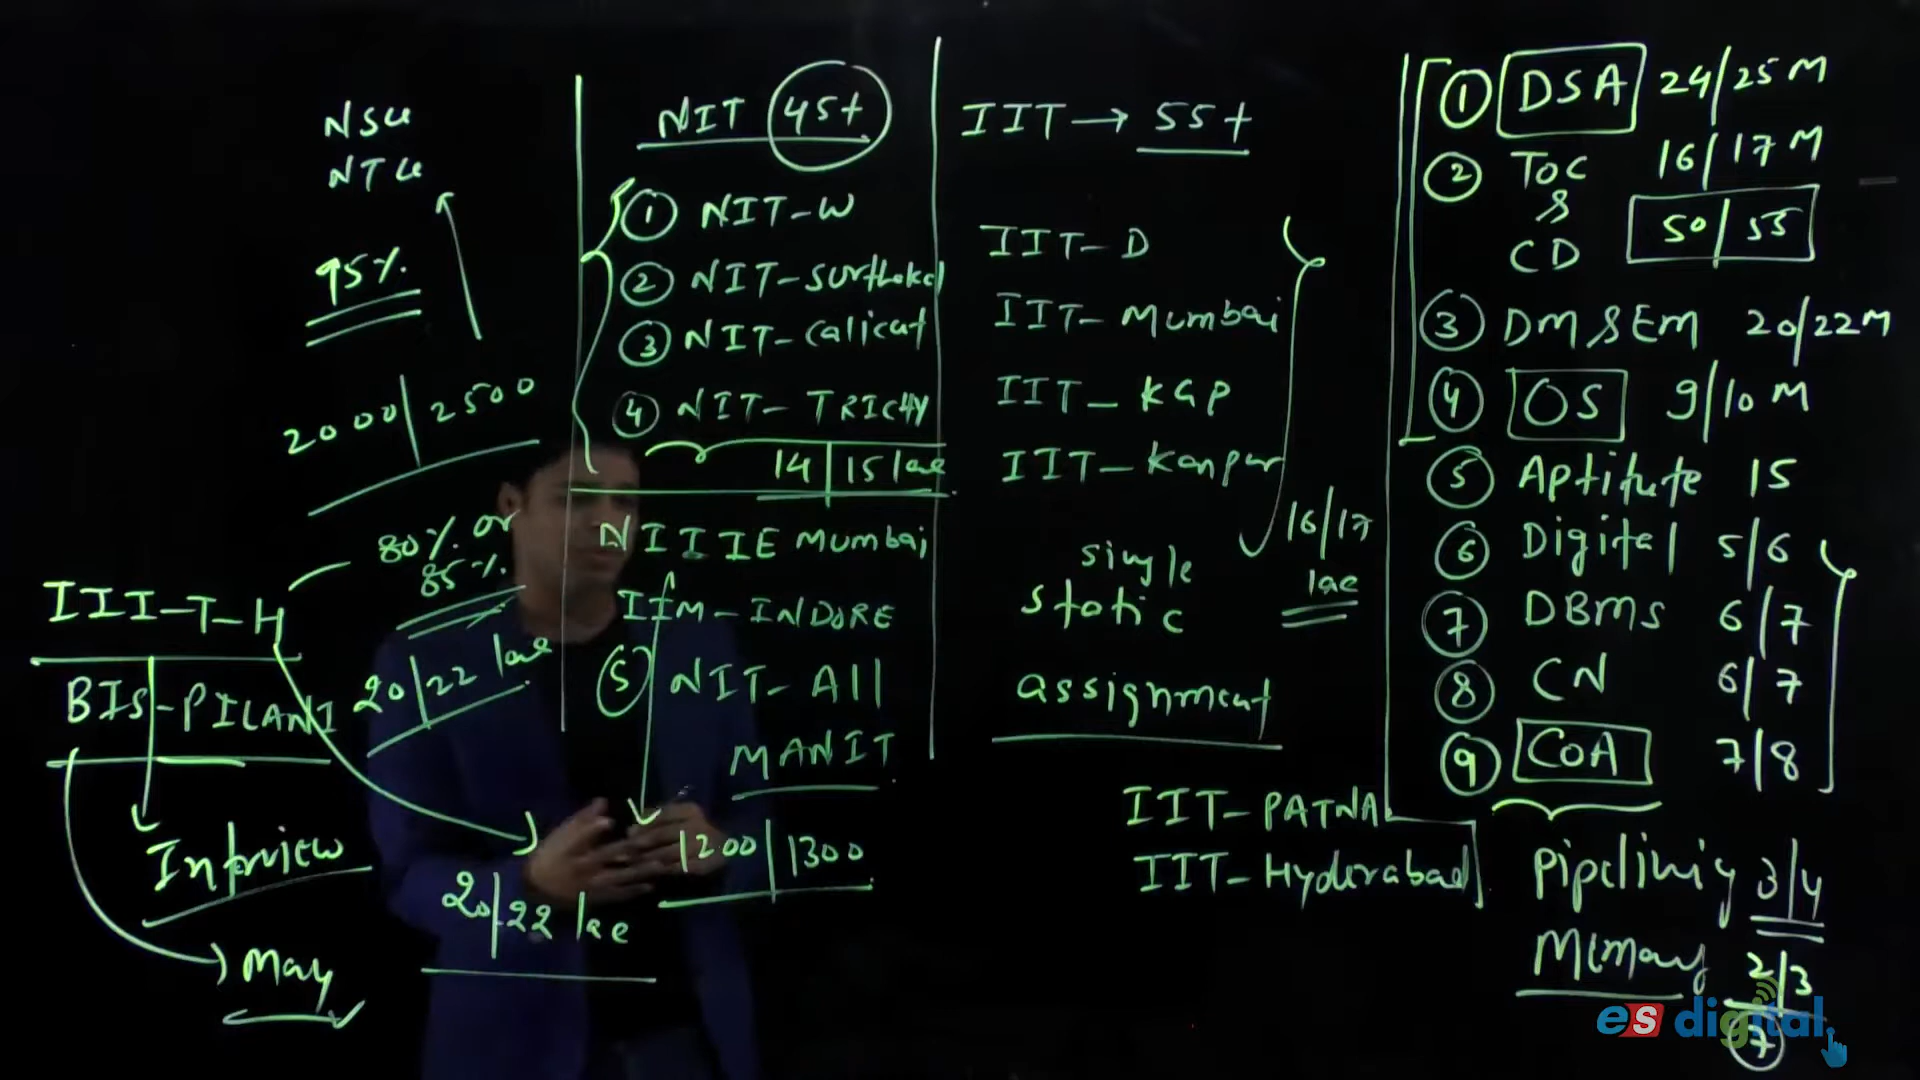 NSU
NTU
95%
2000/2500
80% or
85%
III-T-H
20/22 lac
BIS-PILANI
Interview
20/22 lac
May
NIT 45+
1 NIT-W
2 NIT-Surthakal
3 NIT-Calicut
4 NIT-TRICHY
14/15 lac
NITIE Mumbai
IIM-INDORE
5 NIT-All
MANIT
1200/1300
IIT→55+
IIT-D
IIT-Mumbai
IIT-KGP
IIT-Kanpur
16/17
lac
single
static
assignment
IIT-PATNA
IIT-Hyderabad
1 DSA 24/25 M
2 TOC 16/17 M
&
CD 50/55
3 DM & EM 20/22 M
4 OS 9/10 M
5 Aptitute 15
6 Digital 5/6
7 DBMS 6/7
8 CN 6/7
9 COA 7/8
Pipelining 3/4
Memory 2/3
7
es digital